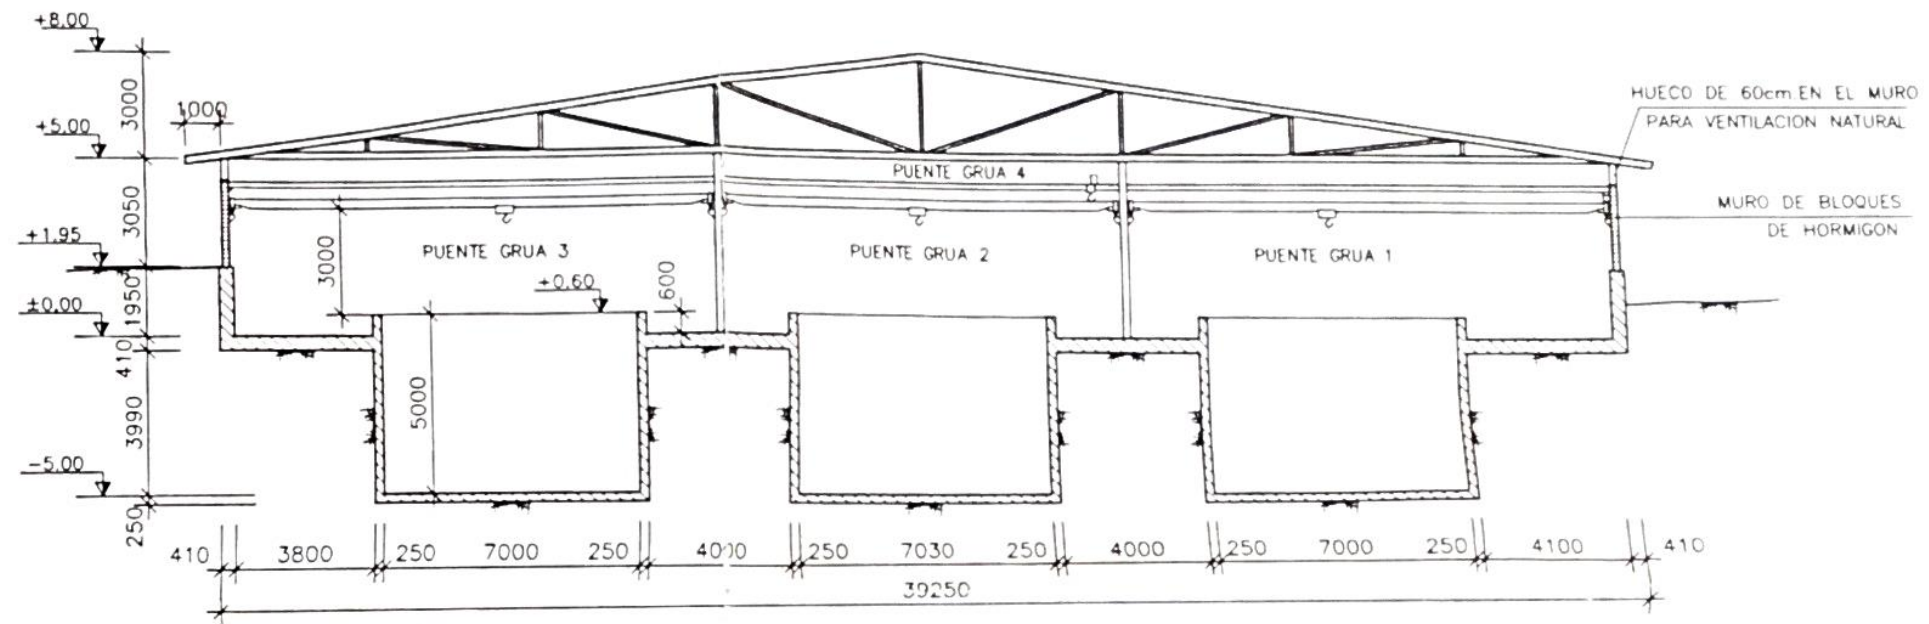 +8.00
3000
1000
+5.00
HUECO DE 60cm EN EL MURO
PARA VENTILACION NATURAL
PUENTE GRUA 4
3050
MURO DE BLOQUES
DE HORMIGON
+1.95
PUENTE GRUA 3
PUENTE GRUA 2
PUENTE GRUA 1
3000
+0.60
600
1950
±0.00
410
5000
3990
-5.00
250
410 3800 250 7000 250 4000 250 7030 250 4000 250 7000 250 4100 410
39250